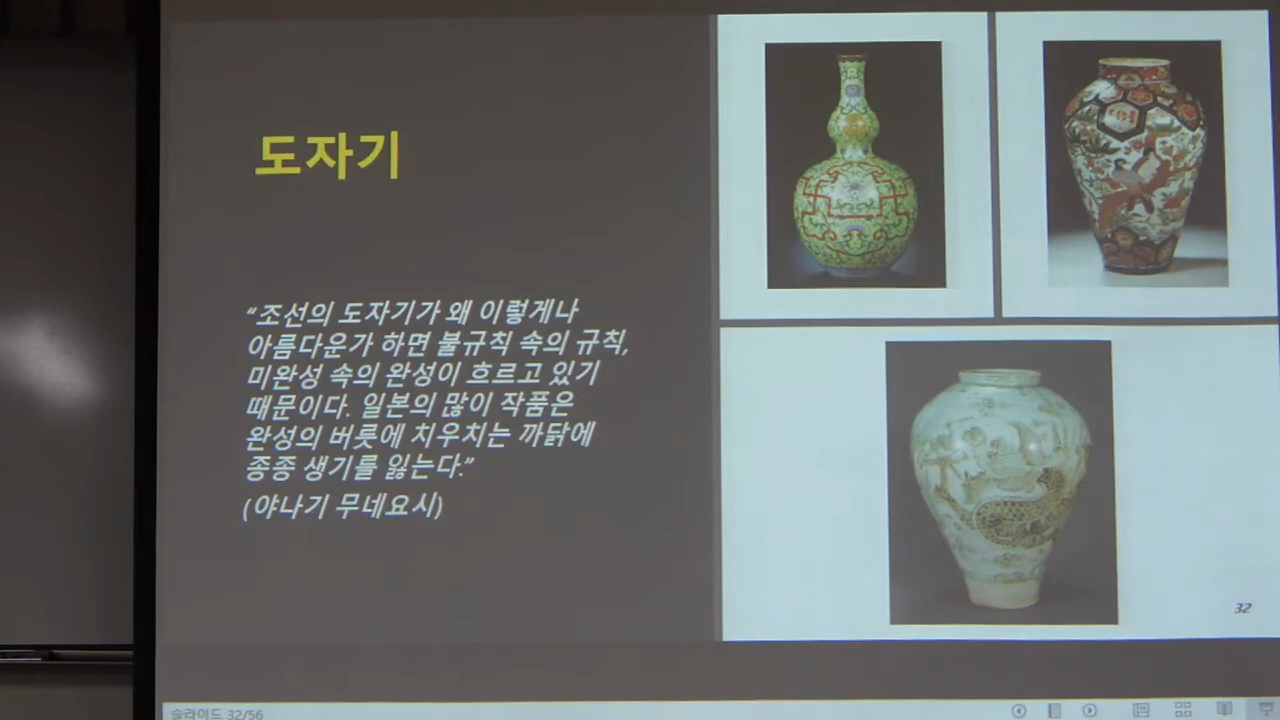 도자기
“조선의 도자기가 왜 이렇게나
아름다운가 하면 불규칙 속의 규칙,
미완성 속의 완성이 흐르고 있기
때문이다. 일본의 많이 작품은
완성의 버릇에 치우치는 까닭에
종종 생기를 잃는다.”
(야나기 무네요시)
32
슬라이드 32/56